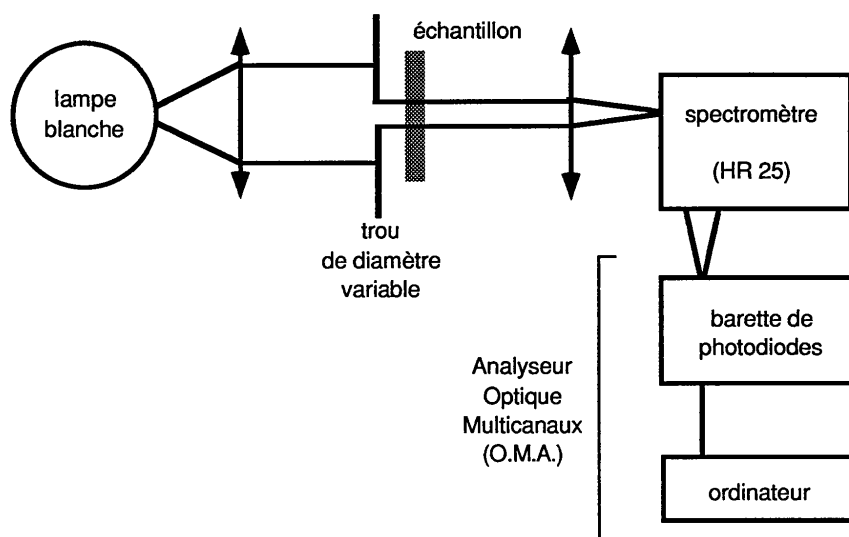 échantillon
lampe
blanche
spectromètre
(HR 25)
trou
de diamètre
variable
barette de
photodiodes
Analyseur
Optique
Multicanaux
(O.M.A.)
ordinateur